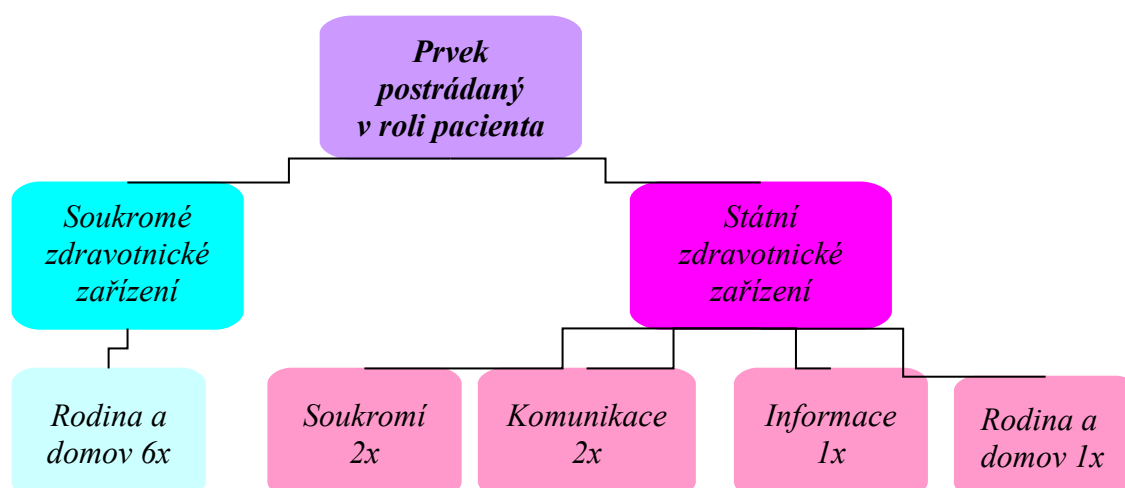 Prvek
postrádaný
v roli pacienta
Soukromé
zdravotnické
zařízení
Státní
zdravotnické
zařízení
Rodina a
domov 6x
Soukromí
2x
Komunikace
2x
Informace
1x
Rodina a
domov 1x